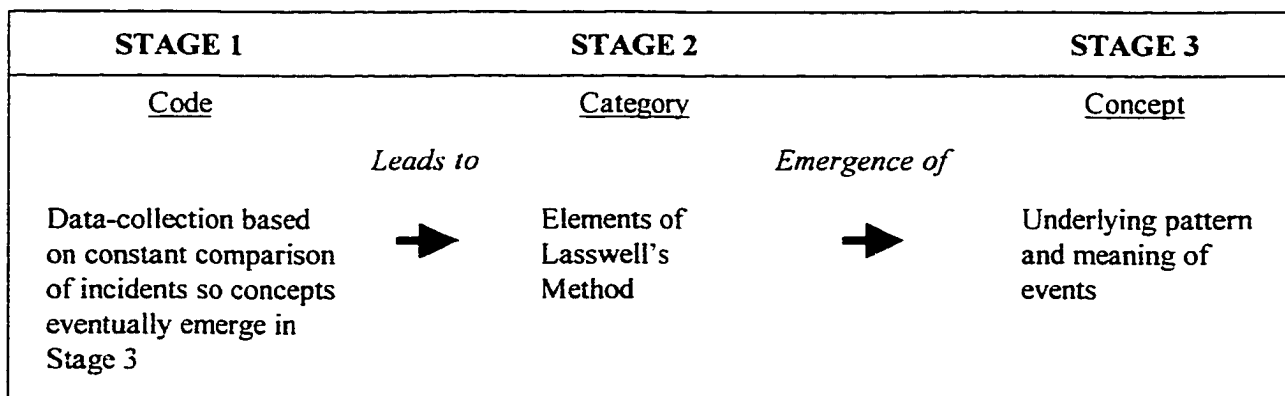 STAGE 1 STAGE 2 STAGE 3
Code Category Concept
Leads to Emergence of
Data-collection based
on constant comparison
of incidents so concepts
eventually emerge in
Stage 3
Elements of
Lasswell's
Method
Underlying pattern
and meaning of
events